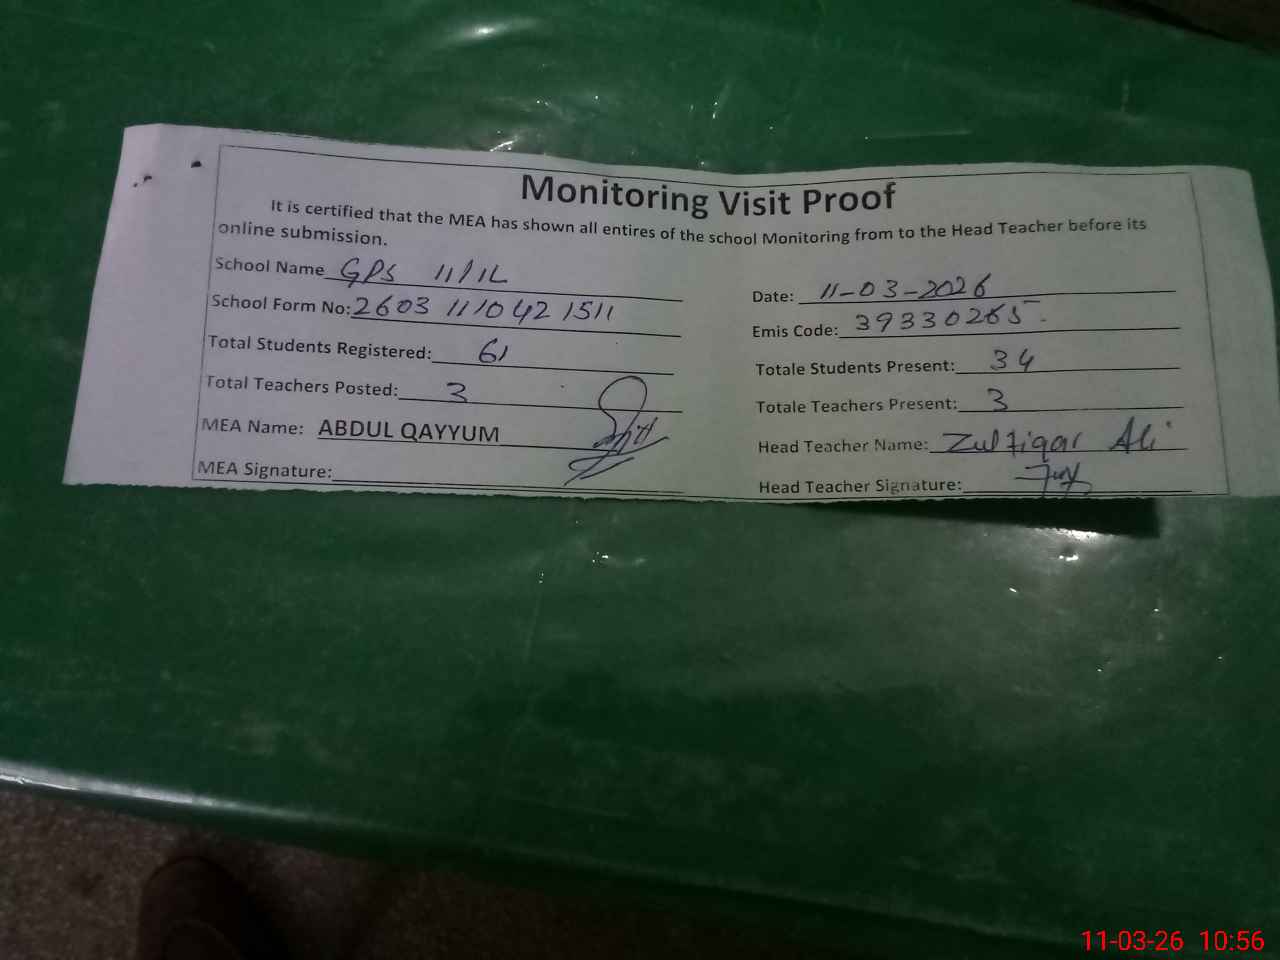 Monitoring Visit Proof
It is certified that the MEA has shown all entires of the school Monitoring from to the Head Teacher before its
online submission.
School Name GPS 11/1L
Date: 11-03-2026
School Form No: 2603 111042 1511
Emis Code: 39330265
Total Students Registered: 61
Totale Students Present: 34
Total Teachers Posted: 3
Totale Teachers Present: 3
MEA Name: ABDUL QAYYUM
Head Teacher Name: Zulfiqar Ali
MEA Signature:
Head Teacher Signature:
11-03-26 10:56